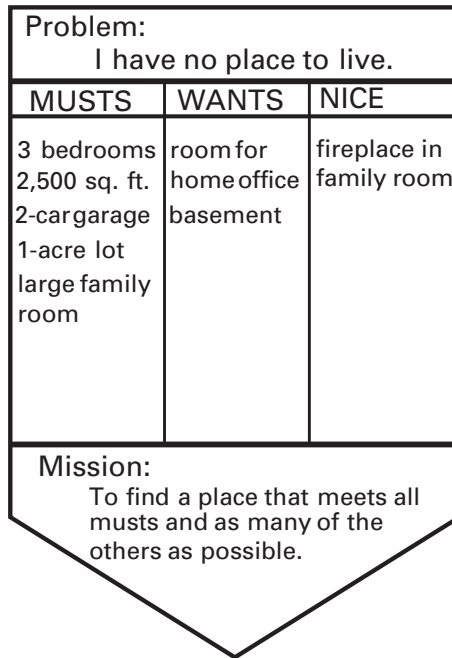 Problem:
I have no place to live.
MUSTS WANTS NICE
3 bedrooms
2,500 sq. ft.
2-car garage
1-acre lot
large family
room
room for
home office
basement
fireplace in
family room
Mission:
To find a place that meets all
musts and as many of the
others as possible.